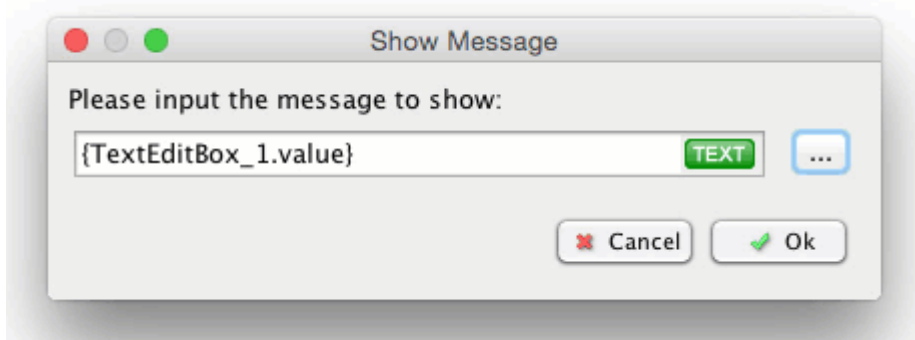 Show Message
Please input the message to show:
{TextEditBox_1.value} TEXT ...
Cancel Ok